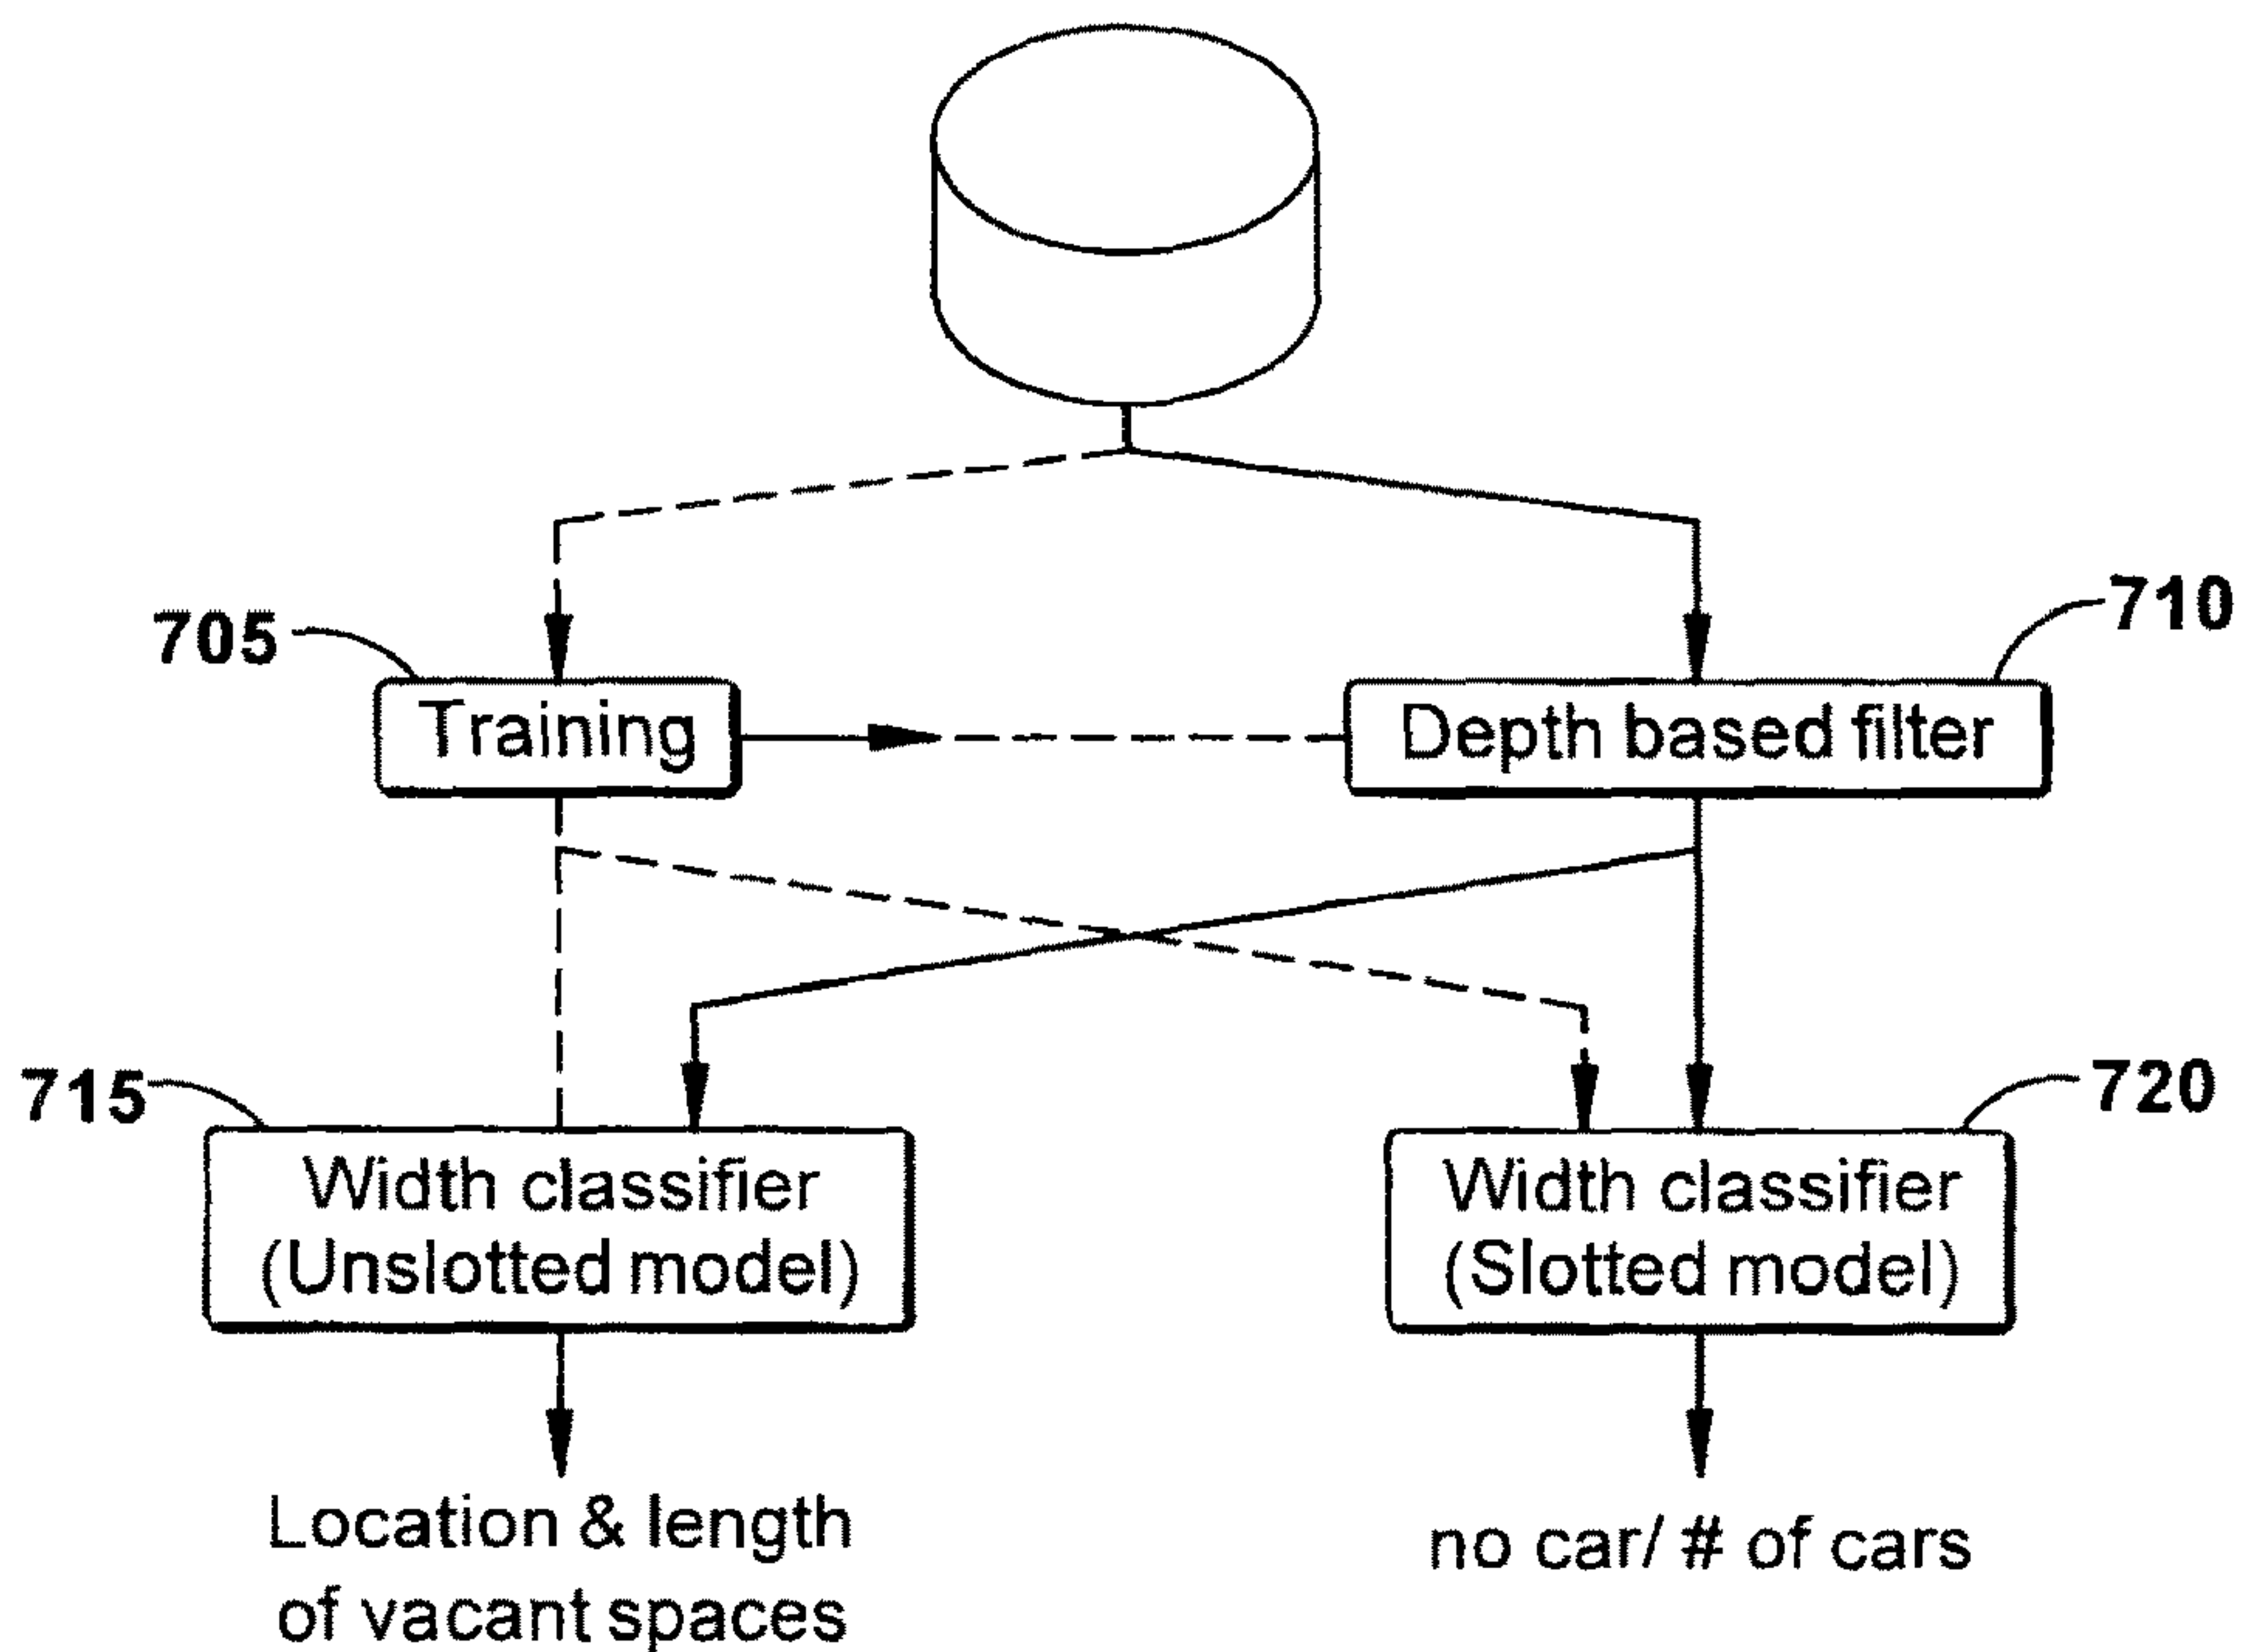 705
710
Training
Depth based filter
715
720
Width classifier
(Unslotted model)
Width classifier
(Slotted model)
Location & length
of vacant spaces
no car/ # of cars